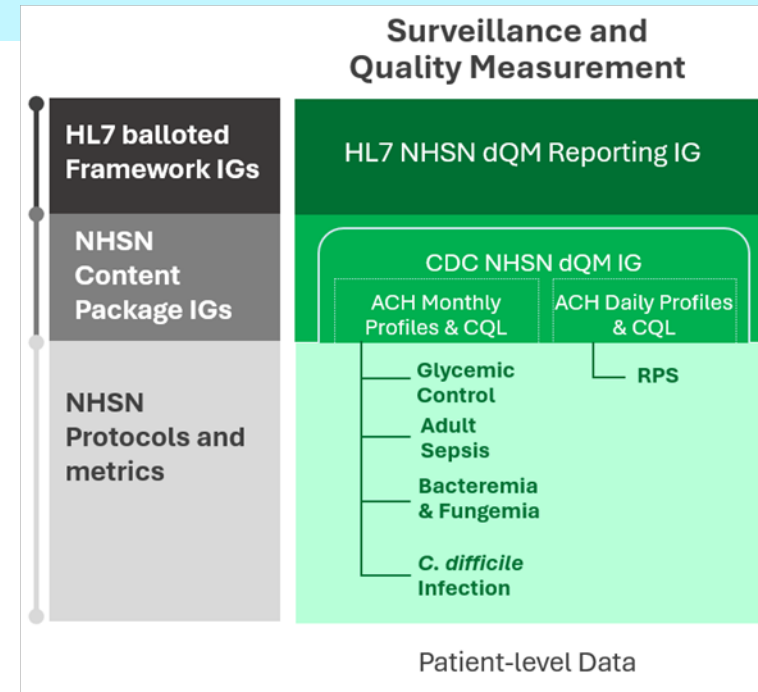 Surveillance and
Quality Measurement
HL7 balloted
Framework IGs
HL7 NHSN dQM Reporting IG
NHSN
Content
Package IGs
CDC NHSN dQM IG
ACH Monthly
Profiles & CQL
ACH Daily Profiles
& CQL
NHSN
Protocols and
metrics
Glycemic
Control
Adult
Sepsis
Bacteremia
& Fungemia
C. difficile
Infection
RPS
Patient-level Data